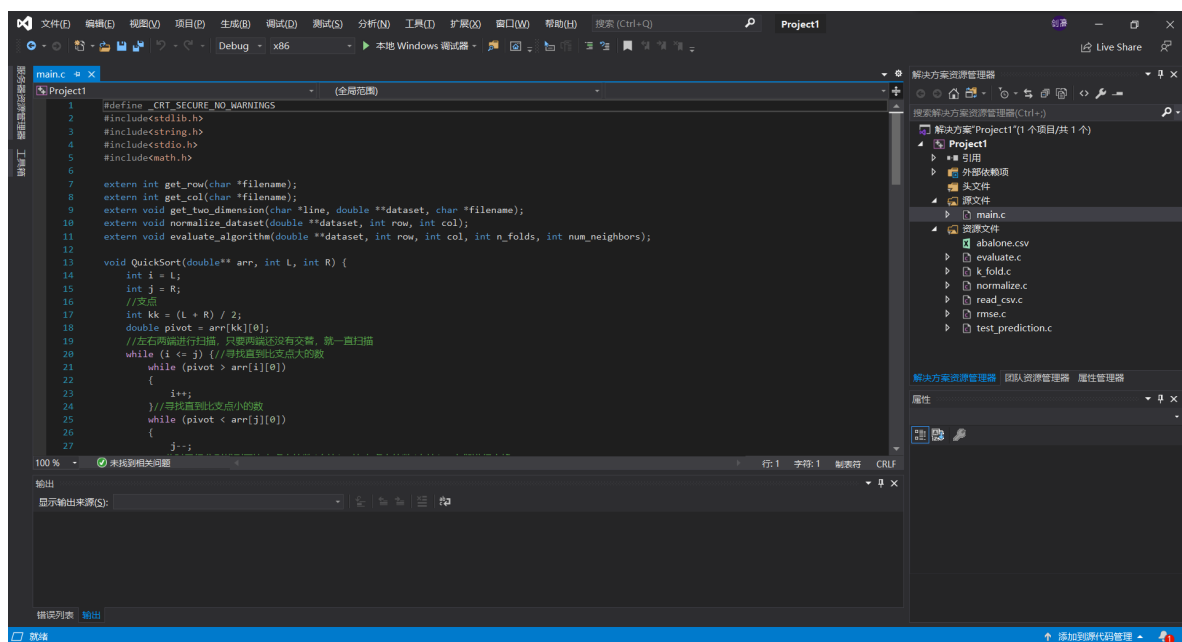 文件(F) 编辑(E) 视图(V) 项目(P) 生成(B) 调试(D) 测试(S) 分析(N) 工具(T) 扩展(X) 窗口(W) 帮助(H) 搜索 (Ctrl+Q) Project1
Debug x86 本地 Windows 调试器 Live Share
服务器资源管理器
工具箱
main.c
Project1 (全局范围)
1 #define _CRT_SECURE_NO_WARNINGS
2 #include<stdlib.h>
3 #include<string.h>
4 #include<stdio.h>
5 #include<math.h>
6
7 extern int get_row(char *filename);
8 extern int get_col(char *filename);
9 extern void get_two_dimension(char *line, double **dataset, char *filename);
10 extern void normalize_dataset(double **dataset, int row, int col);
11 extern void evaluate_algorithm(double **dataset, int row, int col, int n_folds, int num_neighbors);
12
13 void QuickSort(double** arr, int L, int R) {
14 int i = L;
15 int j = R;
16 //支点
17 int kk = (L + R) / 2;
18 double pivot = arr[kk][0];
19 //左右两端进行扫描，只要两端还没有交替，就一直扫描
20 while (i <= j) {//寻找直到比支点大的数
21 while (pivot > arr[i][0])
22 {
23 i++;
24 }//寻找直到比支点小的数
25 while (pivot < arr[j][0])
26 {
27 j--;
100 % 未找到相关问题 行: 1 字符: 1 制表符 CRLF
输出
显示输出来源(S):
错误列表 输出
解决方案资源管理器
搜索解决方案资源管理器(Ctrl+;)
解决方案"Project1"(1 个项目/共 1 个)
Project1
引用
外部依赖项
头文件
源文件
main.c
资源文件
abalone.csv
evaluate.c
k_fold.c
normalize.c
read_csv.c
rmse.c
test_prediction.c
解决方案资源管理器 团队资源管理器 属性管理器
属性
就绪 添加到源代码管理